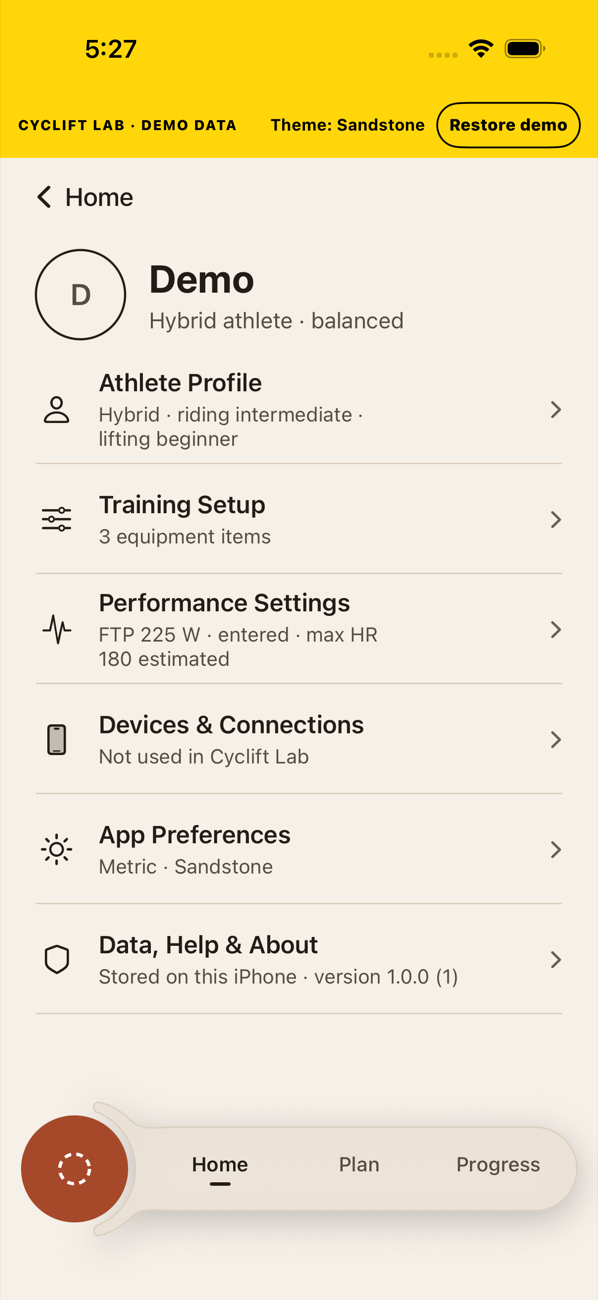 5:27
CYCLIFT LAB · DEMO DATA
Theme: Sandstone
Restore demo
Home
D
Demo
Hybrid athlete · balanced
Athlete Profile
Hybrid · riding intermediate ·
lifting beginner
Training Setup
3 equipment items
Performance Settings
FTP 225 W · entered · max HR
180 estimated
Devices & Connections
Not used in Cyclift Lab
App Preferences
Metric · Sandstone
Data, Help & About
Stored on this iPhone · version 1.0.0 (1)
Home
Plan
Progress